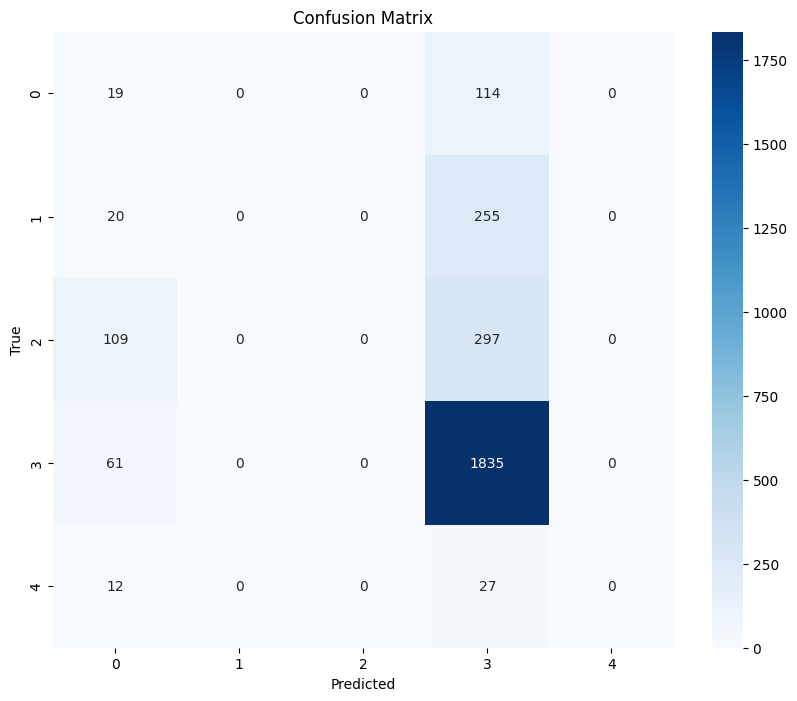 Confusion Matrix
0 19 0 0 114 0
1 20 0 0 255 0
2 109 0 0 297 0
3 61 0 0 1835 0
4 12 0 0 27 0
0 1 2 3 4
True
Predicted
1750
1500
1250
1000
750
500
250
0